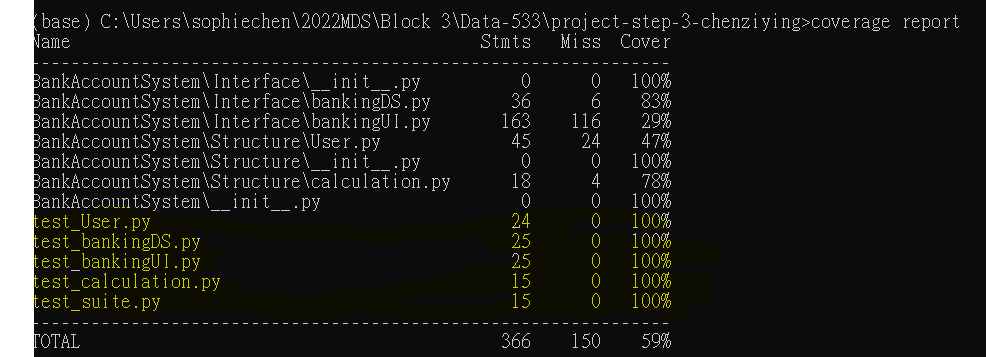 (base) C:\Users\sophiechen\2022MDS\Block 3\Data-533\project-step-3-chenziying>coverage report
Name Stmts Miss Cover
----------------------------------------------------------------
BankAccountSystem\Interface\__init__.py 0 0 100%
BankAccountSystem\Interface\bankingDS.py 36 6 83%
BankAccountSystem\Interface\bankingUI.py 163 116 29%
BankAccountSystem\Structure\User.py 45 24 47%
BankAccountSystem\Structure\__init__.py 0 0 100%
BankAccountSystem\Structure\calculation.py 18 4 78%
BankAccountSystem\__init__.py 0 0 100%
test_User.py 24 0 100%
test_bankingDS.py 25 0 100%
test_bankingUI.py 25 0 100%
test_calculation.py 15 0 100%
test_suite.py 15 0 100%
----------------------------------------------------------------
TOTAL 366 150 59%